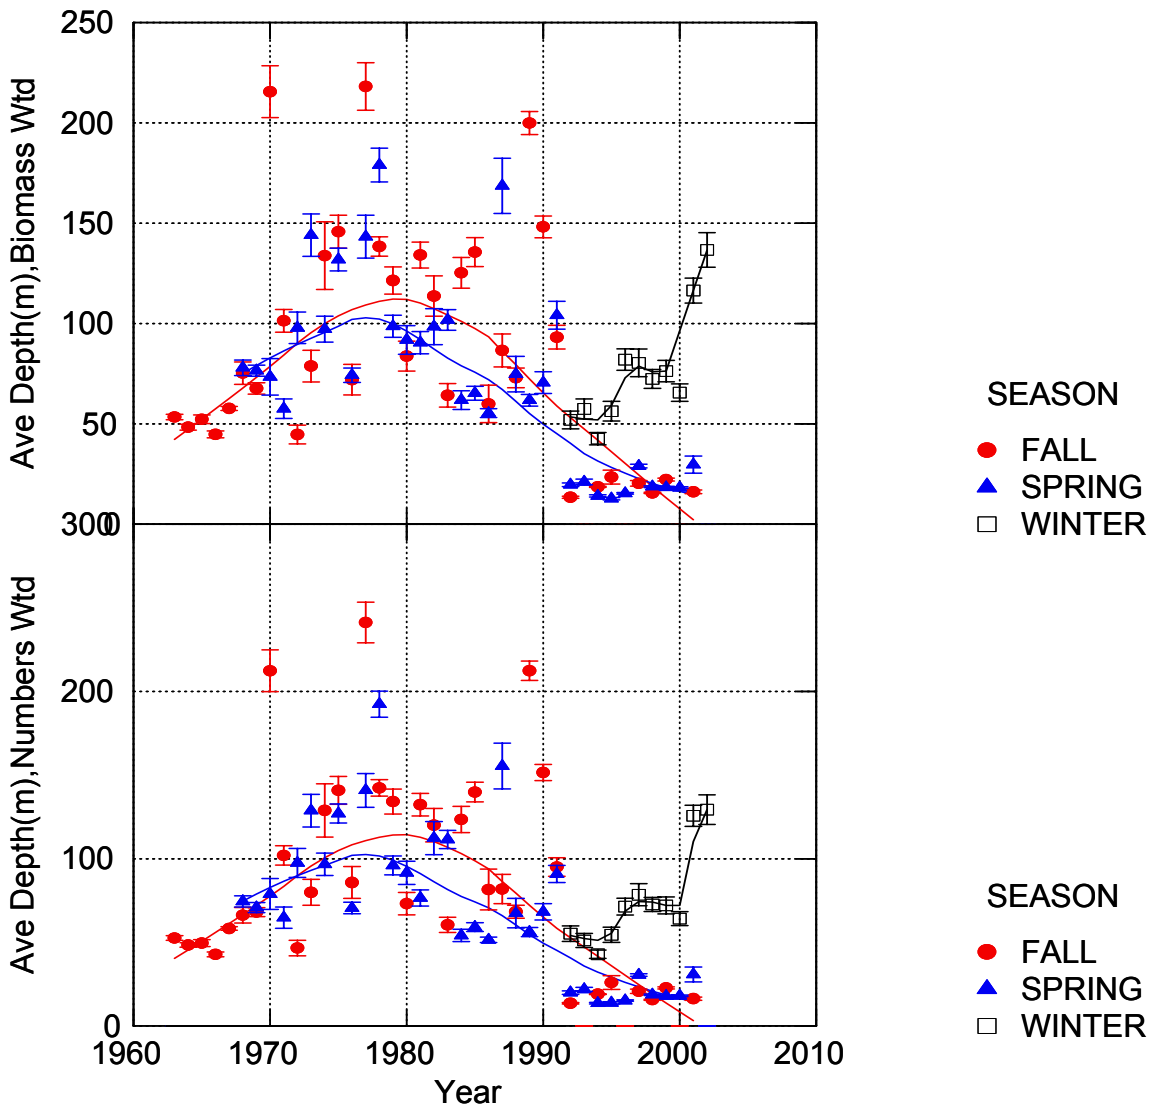 250
200
150
100
50
0
Ave Depth(m),Biomass Wtd
SEASON
FALL
SPRING
WINTER
300
200
100
0
Ave Depth(m),Numbers Wtd
SEASON
FALL
SPRING
WINTER
1960 1970 1980 1990 2000 2010
Year